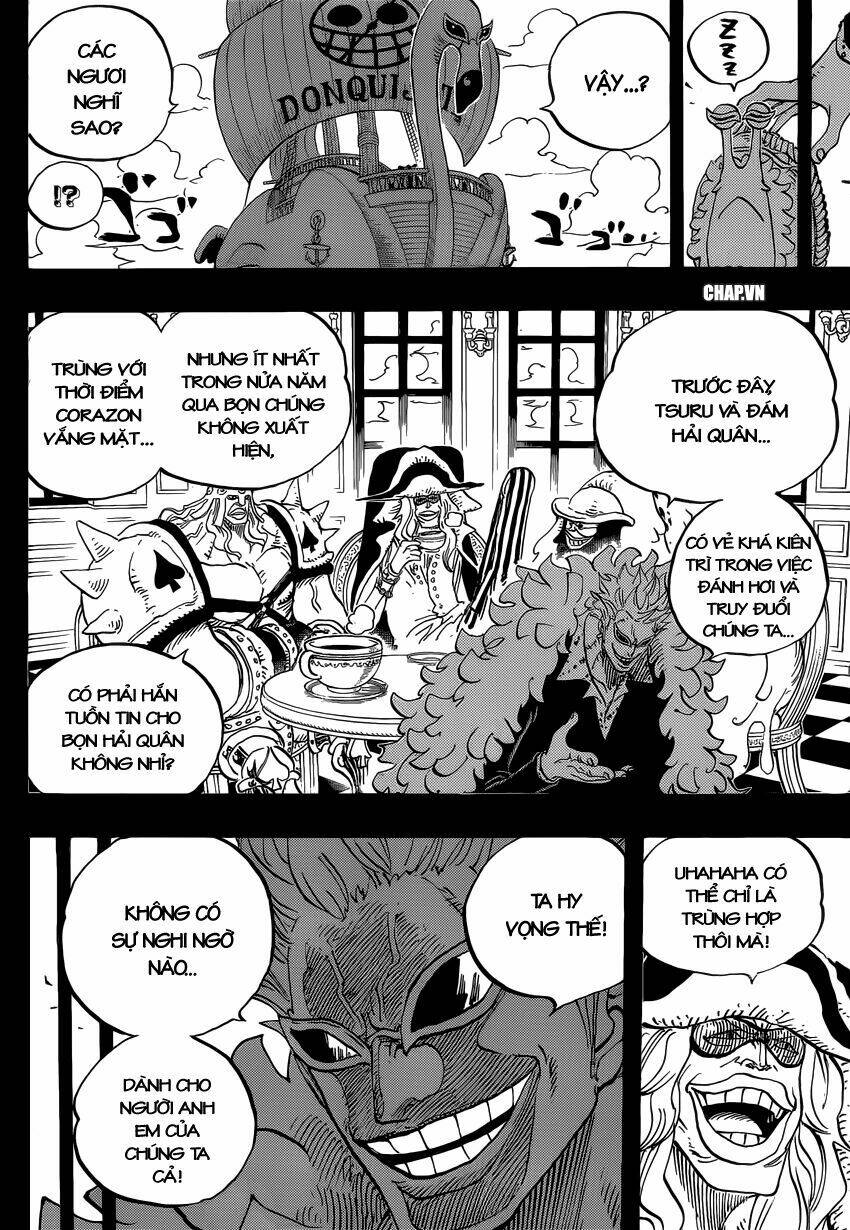 ZZZ
VẬY...?
DONQUI
CÁC
NGƯƠI
NGHĨ
SAO?
!?
CHAP.VN
TRƯỚC ĐÂY,
TSURU VÀ ĐÁM
HẢI QUÂN...
CÓ VẺ KHÁ KIÊN
TRÌ TRONG VIỆC
ĐÁNH HƠI VÀ
TRUY ĐUỔI
CHÚNG TA...
NHƯNG ÍT NHẤT
TRONG NỬA NĂM
QUA BỌN CHÚNG
KHÔNG XUẤT
HIỆN,
TRÙNG VỚI
THỜI ĐIỂM
CORAZON
VẮNG MẶT...
CÓ PHẢI HẮN
TUỒN TIN CHO
BỌN HẢI QUÂN
KHÔNG NHỈ?
UHAHAHA CÓ
THỂ CHỈ LÀ
TRÙNG HỢP
THÔI MÀ!
TA HY
VỌNG THẾ!
KHÔNG CÓ
SỰ NGHI NGỜ
NÀO...
DÀNH CHO
NGƯỜI ANH
EM CỦA
CHÚNG TA
CẢ!